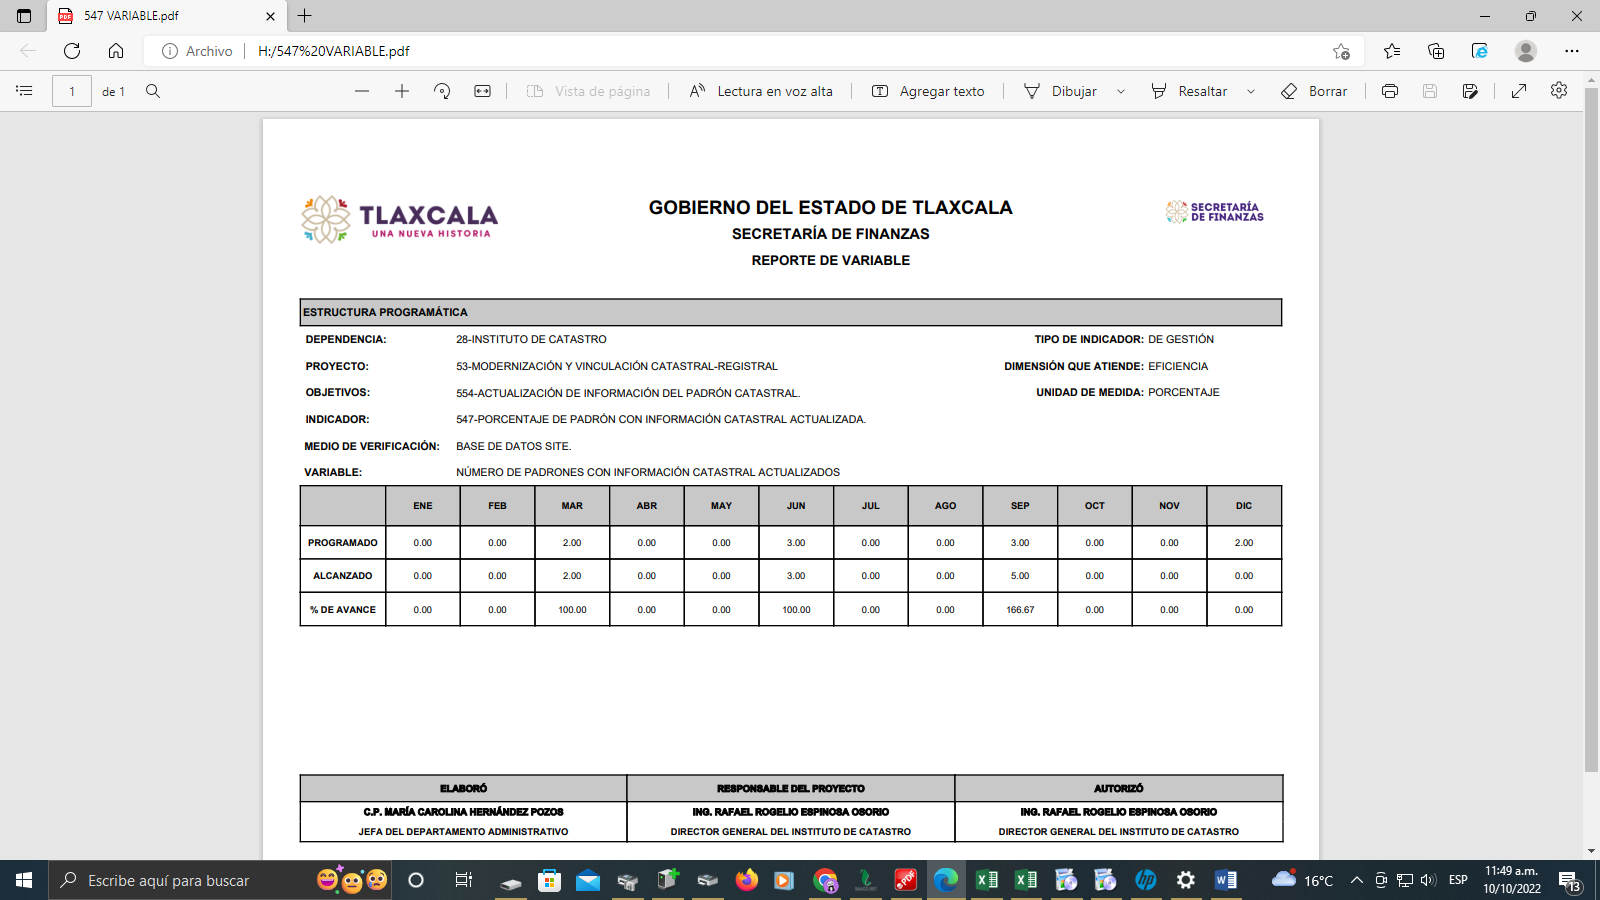 547 VARIABLE.pdf
Archivo H:/547%20VARIABLE.pdf
1 de 1 Vista de página Lectura en voz alta Agregar texto Dibujar Resaltar Borrar
TLAXCALA
UNA NUEVA HISTORIA
GOBIERNO DEL ESTADO DE TLAXCALA
SECRETARÍA DE FINANZAS
REPORTE DE VARIABLE
SECRETARÍA
DE FINANZAS
ESTRUCTURA PROGRAMÁTICA
DEPENDENCIA: 28-INSTITUTO DE CATASTRO TIPO DE INDICADOR: DE GESTIÓN
PROYECTO: 53-MODERNIZACIÓN Y VINCULACIÓN CATASTRAL-REGISTRAL DIMENSIÓN QUE ATIENDE: EFICIENCIA
OBJETIVOS: 554-ACTUALIZACIÓN DE INFORMACIÓN DEL PADRÓN CATASTRAL. UNIDAD DE MEDIDA: PORCENTAJE
INDICADOR: 547-PORCENTAJE DE PADRÓN CON INFORMACIÓN CATASTRAL ACTUALIZADA.
MEDIO DE VERIFICACIÓN: BASE DE DATOS SITE.
VARIABLE: NÚMERO DE PADRONES CON INFORMACIÓN CATASTRAL ACTUALIZADOS
ENE FEB MAR ABR MAY JUN JUL AGO SEP OCT NOV DIC
PROGRAMADO 0.00 0.00 2.00 0.00 0.00 3.00 0.00 0.00 3.00 0.00 0.00 2.00
ALCANZADO 0.00 0.00 2.00 0.00 0.00 3.00 0.00 0.00 5.00 0.00 0.00 0.00
% DE AVANCE 0.00 0.00 100.00 0.00 0.00 100.00 0.00 0.00 166.67 0.00 0.00 0.00
ELABORÓ RESPONSABLE DEL PROYECTO AUTORIZÓ
C.P. MARÍA CAROLINA HERNÁNDEZ POZOS ING. RAFAEL ROGELIO ESPINOSA OSORIO ING. RAFAEL ROGELIO ESPINOSA OSORIO
JEFA DEL DEPARTAMENTO ADMINISTRATIVO DIRECTOR GENERAL DEL INSTITUTO DE CATASTRO DIRECTOR GENERAL DEL INSTITUTO DE CATASTRO
Escribe aquí para buscar 16°C ESP 11:49 a.m.
10/10/2022 13